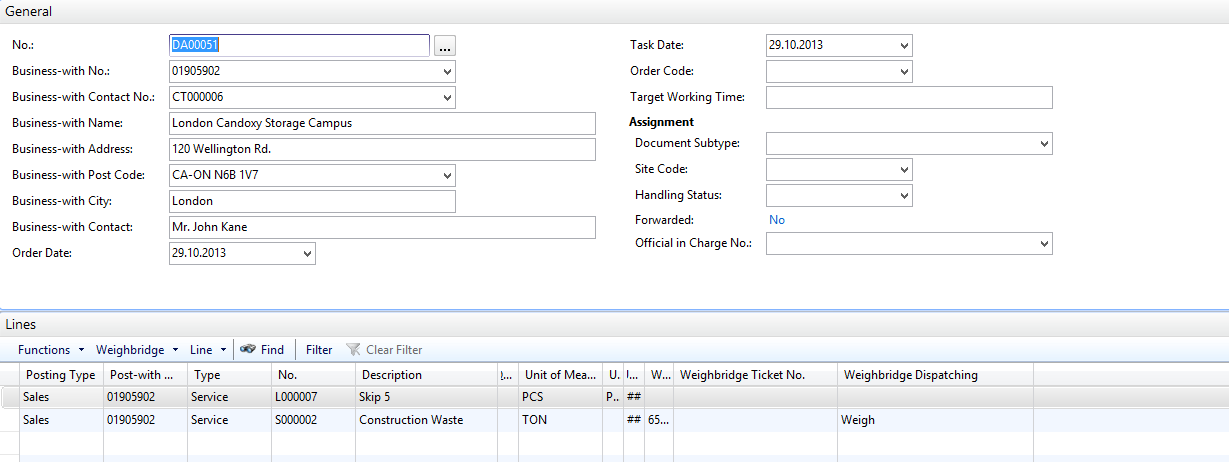 General
No.: DA00051 ...
Business-with No.: 01905902
Business-with Contact No.: CT000006
Business-with Name: London Candoxy Storage Campus
Business-with Address: 120 Wellington Rd.
Business-with Post Code: CA-ON N6B 1V7
Business-with City: London
Business-with Contact: Mr. John Kane
Order Date: 29.10.2013
Task Date: 29.10.2013
Order Code:
Target Working Time:
Assignment
Document Subtype:
Site Code:
Handling Status:
Forwarded: No
Official in Charge No.:
Lines
Functions Weighbridge Line Find Filter Clear Filter
Posting Type Post-with ... Type No. Description Q... Unit of Mea... U. U... W... Weighbridge Ticket No. Weighbridge Dispatching
Sales 01905902 Service L000007 Skip 5 PCS P.. ##
Sales 01905902 Service S000002 Construction Waste TON ## 65... Weigh